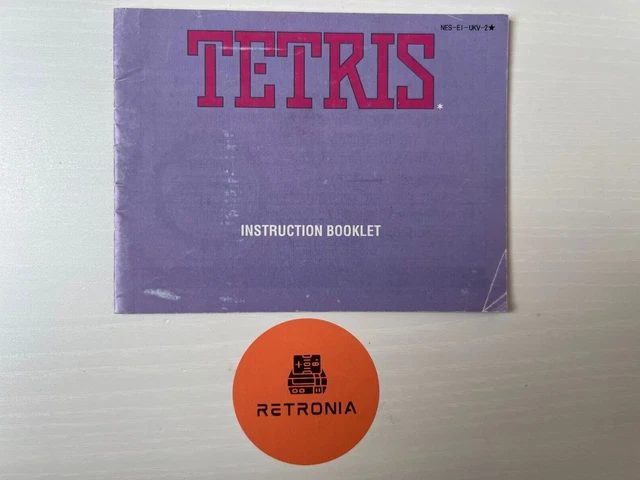 NES-EI-UKV-2★
TETRIS
INSTRUCTION BOOKLET
RETRONIA